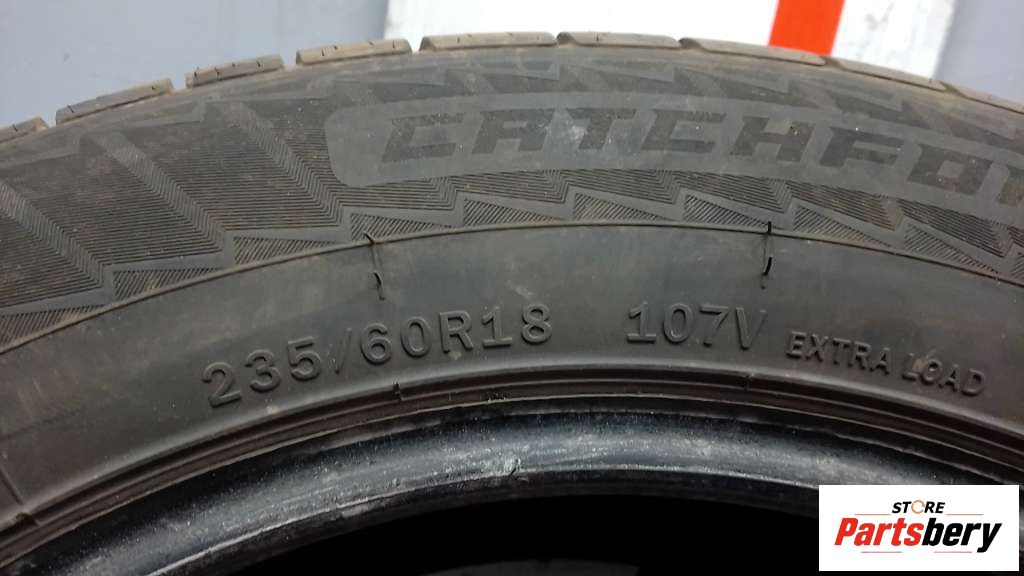 CATCHFO
235/60R18 107V EXTRA LOAD
STORE
Partsbery